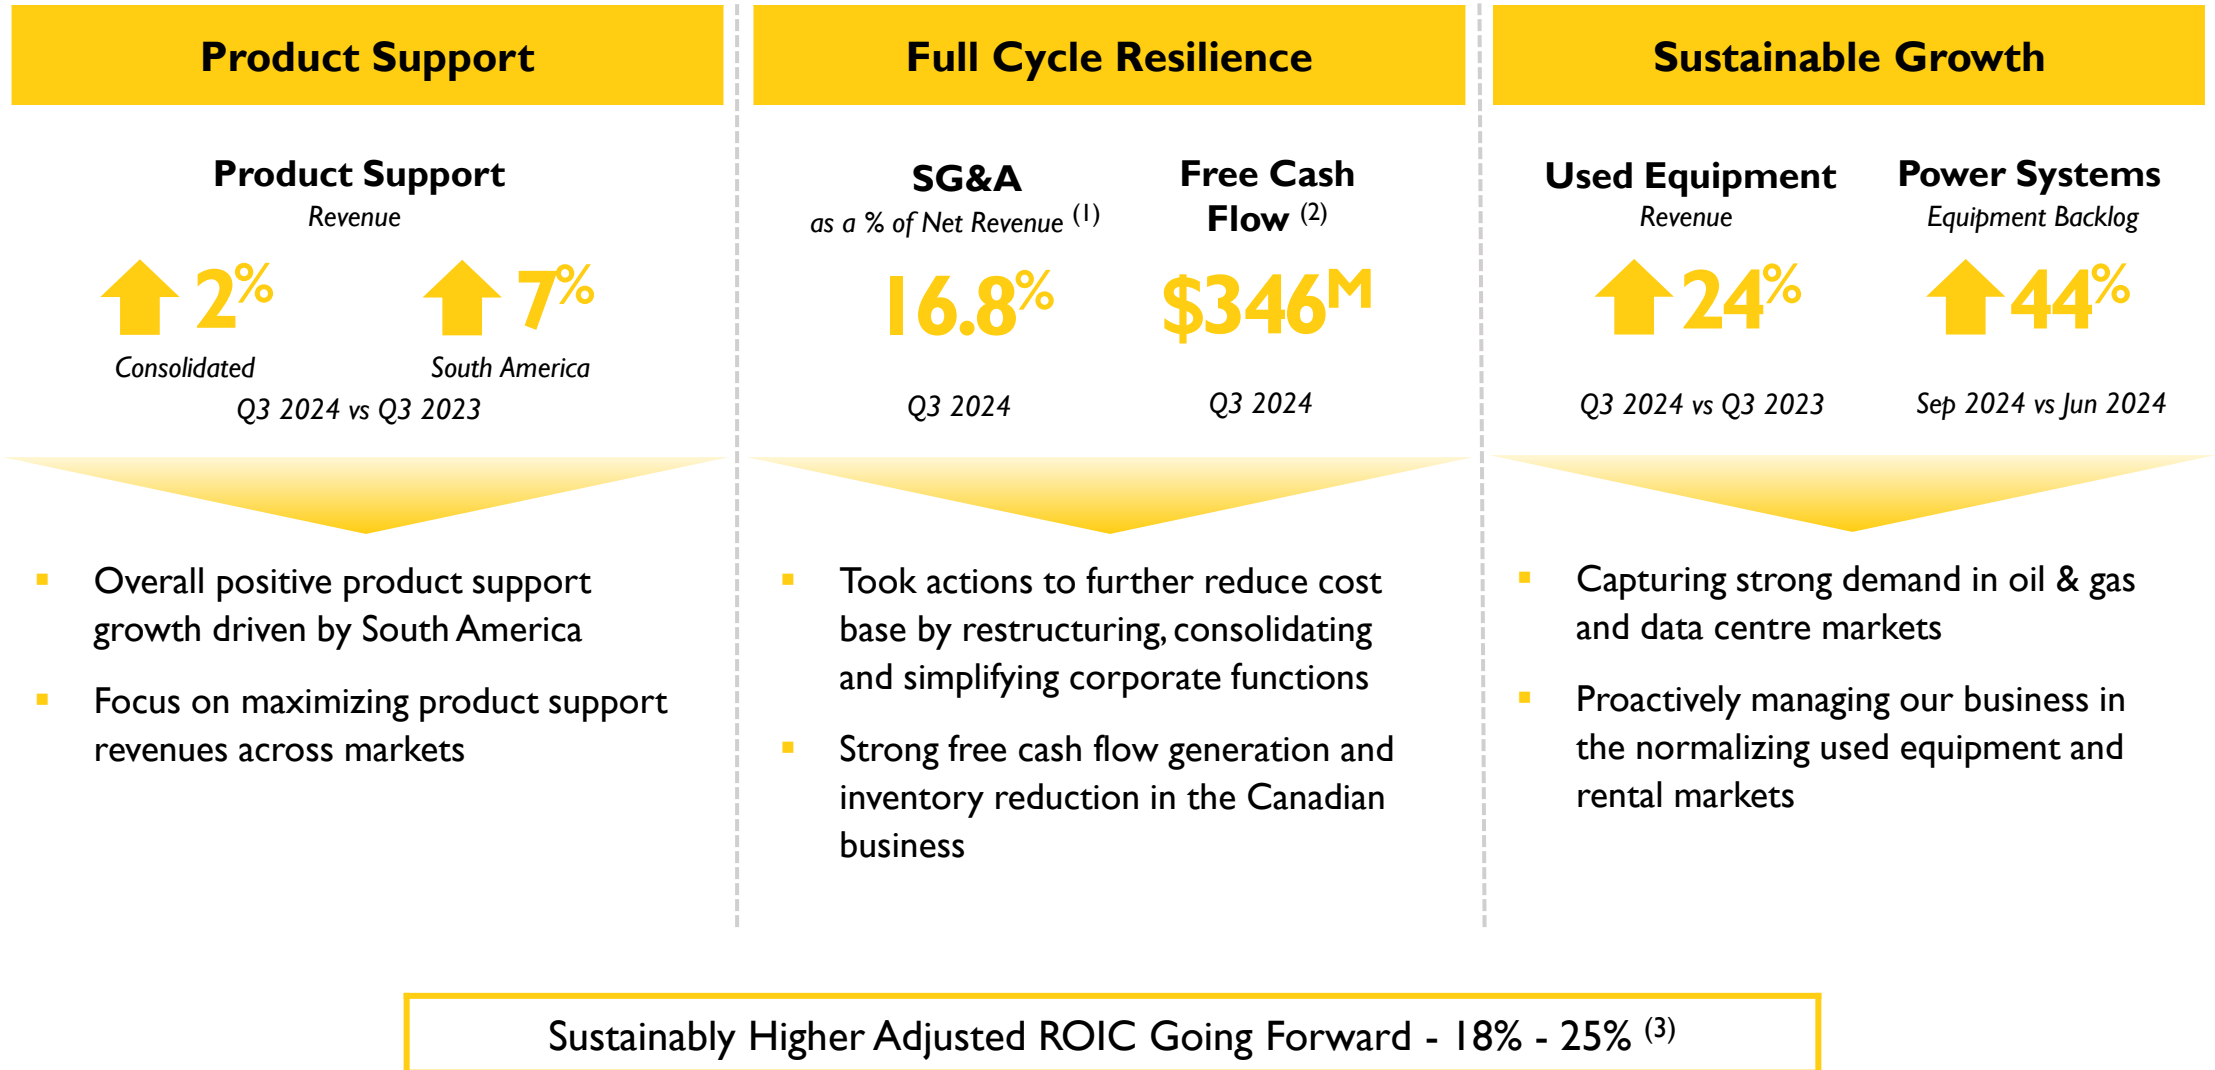 Product Support
Product Support
Revenue
2%
7%
Consolidated
South America
Q3 2024 vs Q3 2023
▪ Overall positive product support
growth driven by South America
▪ Focus on maximizing product support
revenues across markets
Full Cycle Resilience
SG&A
as a % of Net Revenue (1)
16.8%
Q3 2024
Free Cash
Flow (2)
$346M
Q3 2024
▪ Took actions to further reduce cost
base by restructuring, consolidating
and simplifying corporate functions
▪ Strong free cash flow generation and
inventory reduction in the Canadian
business
Sustainable Growth
Used Equipment
Revenue
24%
Q3 2024 vs Q3 2023
Power Systems
Equipment Backlog
44%
Sep 2024 vs Jun 2024
▪ Capturing strong demand in oil & gas
and data centre markets
▪ Proactively managing our business in
the normalizing used equipment and
rental markets
Sustainably Higher Adjusted ROIC Going Forward - 18% - 25% (3)